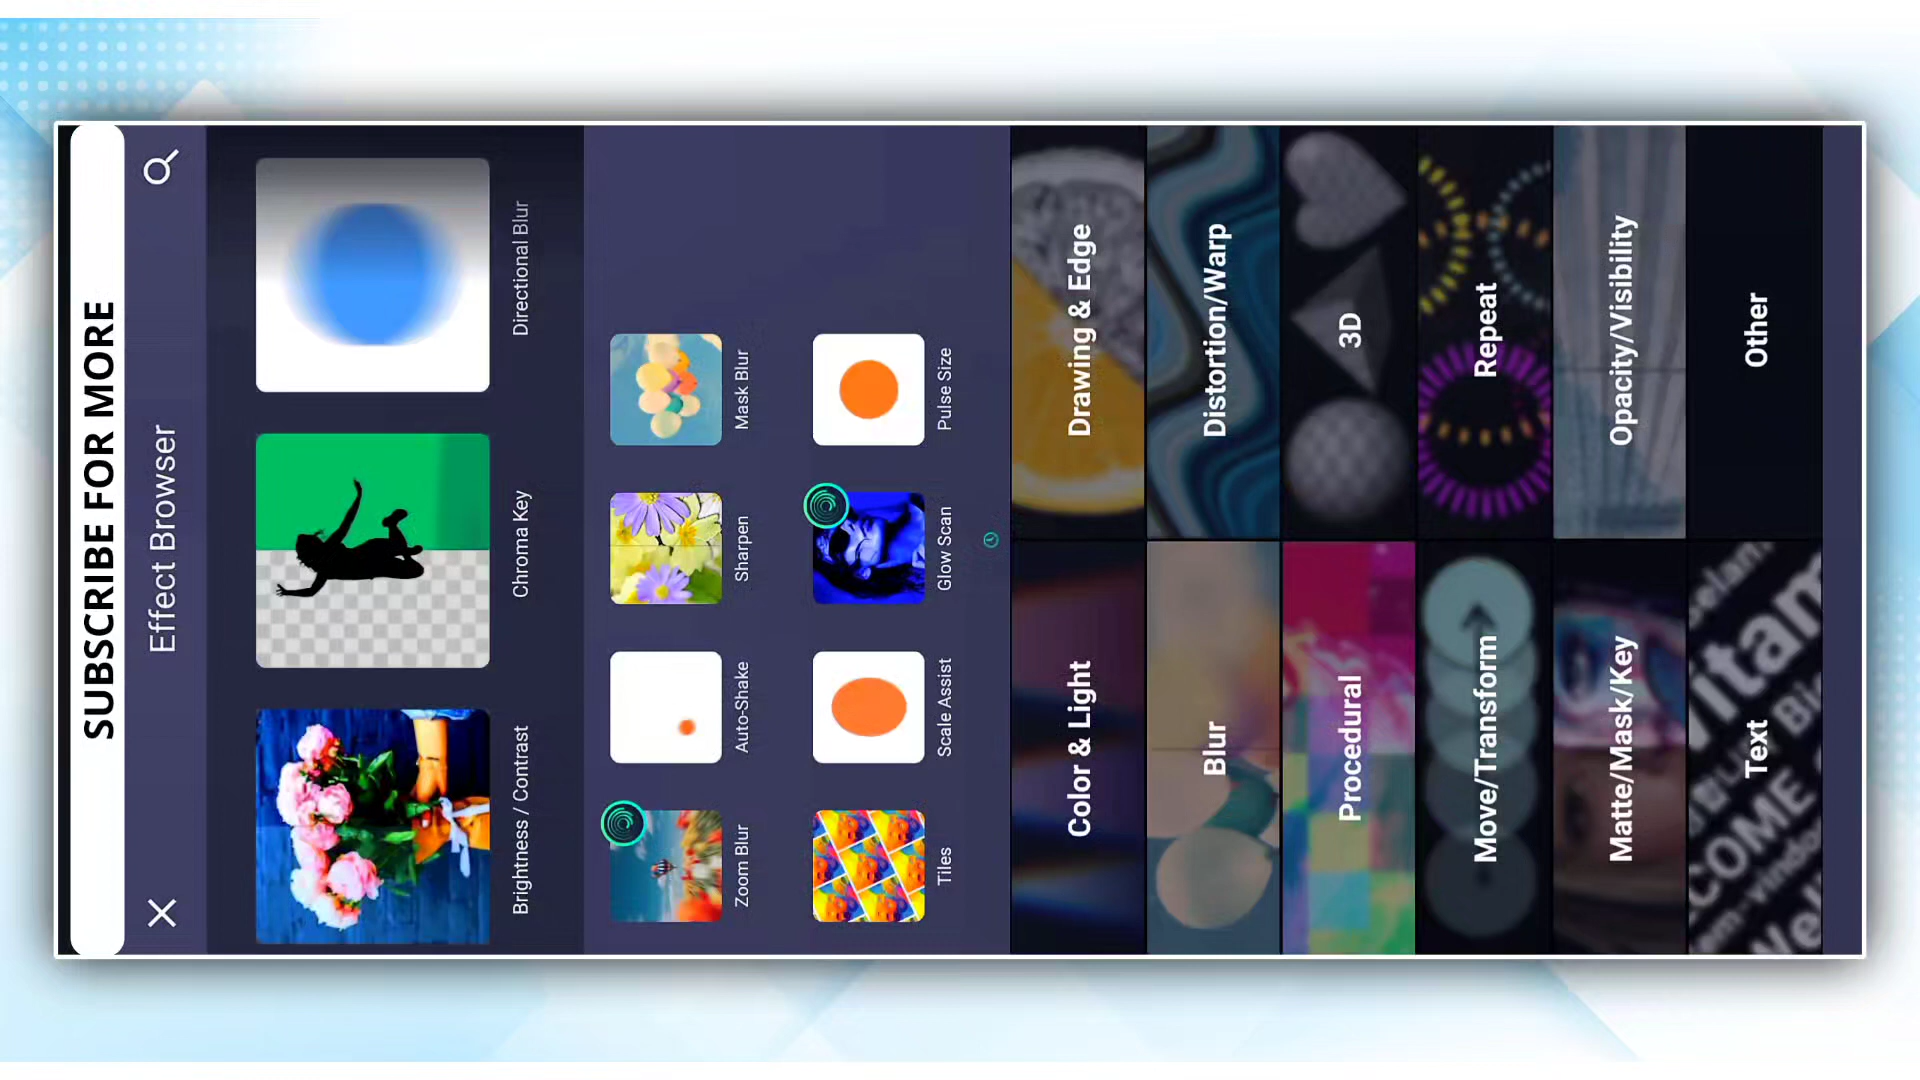 SUBSCRIBE FOR MORE
Effect Browser
Brightness / Contrast
Chroma Key
Directional Blur
Zoom Blur
Auto-Shake
Sharpen
Mask Blur
Tiles
Scale Assist
Glow Scan
Pulse Size
Color & Light
Drawing & Edge
Blur
Distortion/Warp
Procedural
3D
Move/Transform
Repeat
Matte/Mask/Key
Opacity/Visibility
Text
Other